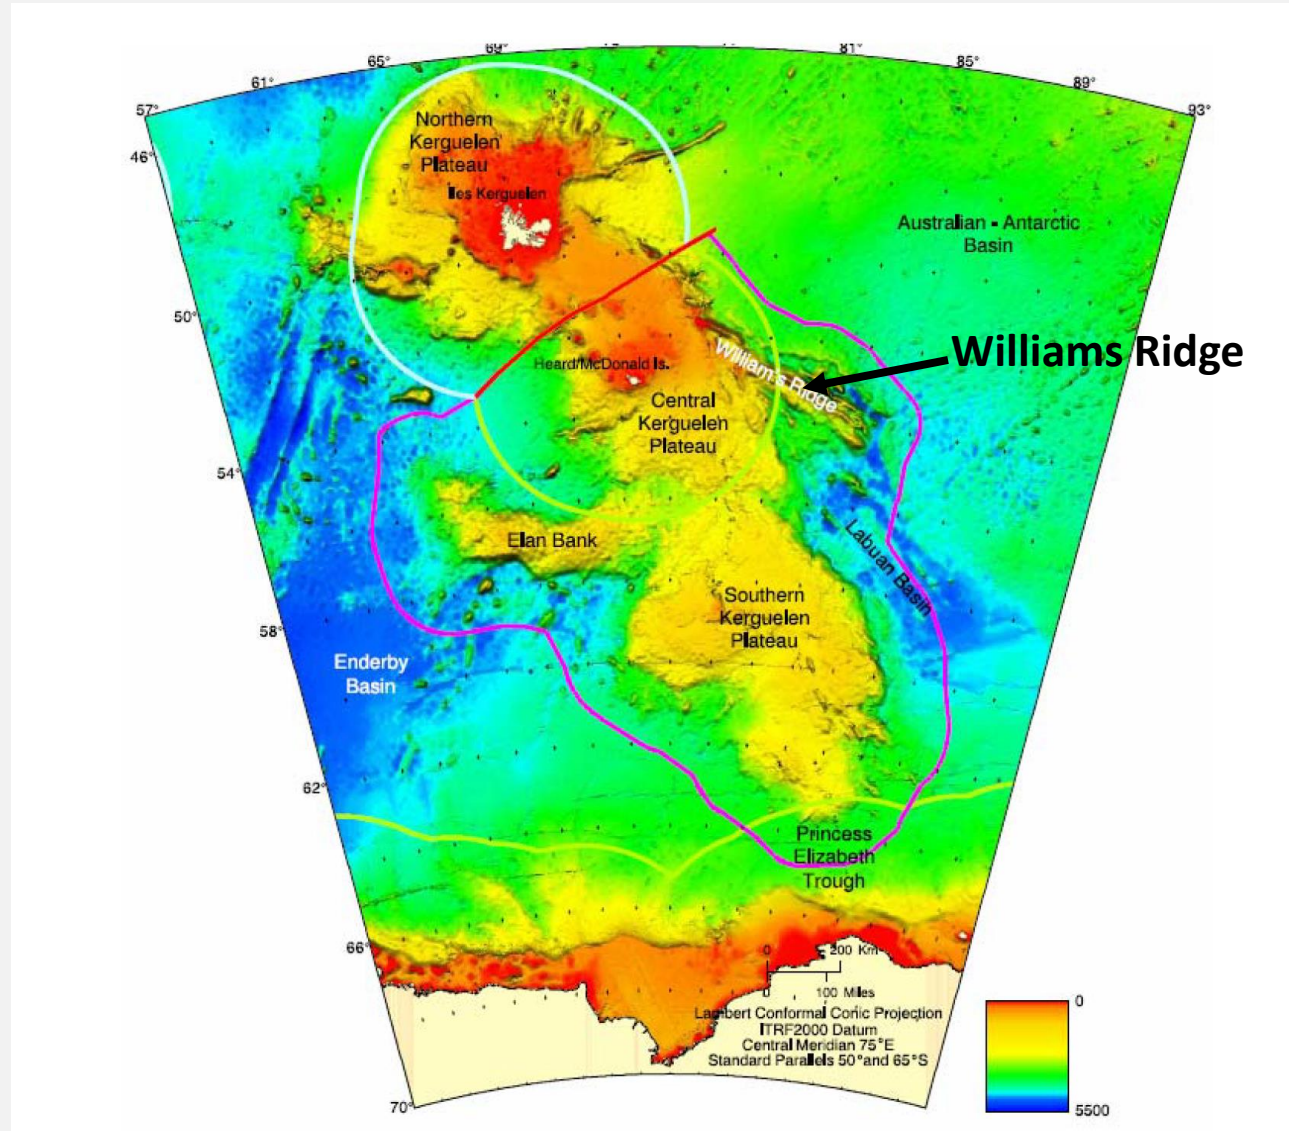 69°
81°
65°
85°
61°
89°
57°
93°
46°
Northern
Kerguelen
Plateau
Îles Kerguelen
Australian - Antarctic
Basin
50°
Williams Ridge
William's Ridge
Heard/McDonald Is.
Central
Kerguelen
Plateau
54°
Elan Bank
Labuan Basin
Southern
Kerguelen
Plateau
58°
Enderby
Basin
62°
Princess
Elizabeth
Trough
66°
0
200 Km
0
100 Miles
Lambert Conformal Conic Projection
ITRF2000 Datum
Central Meridian 75°E
Standard Parallels 50°and 65°S
0
5500
70°